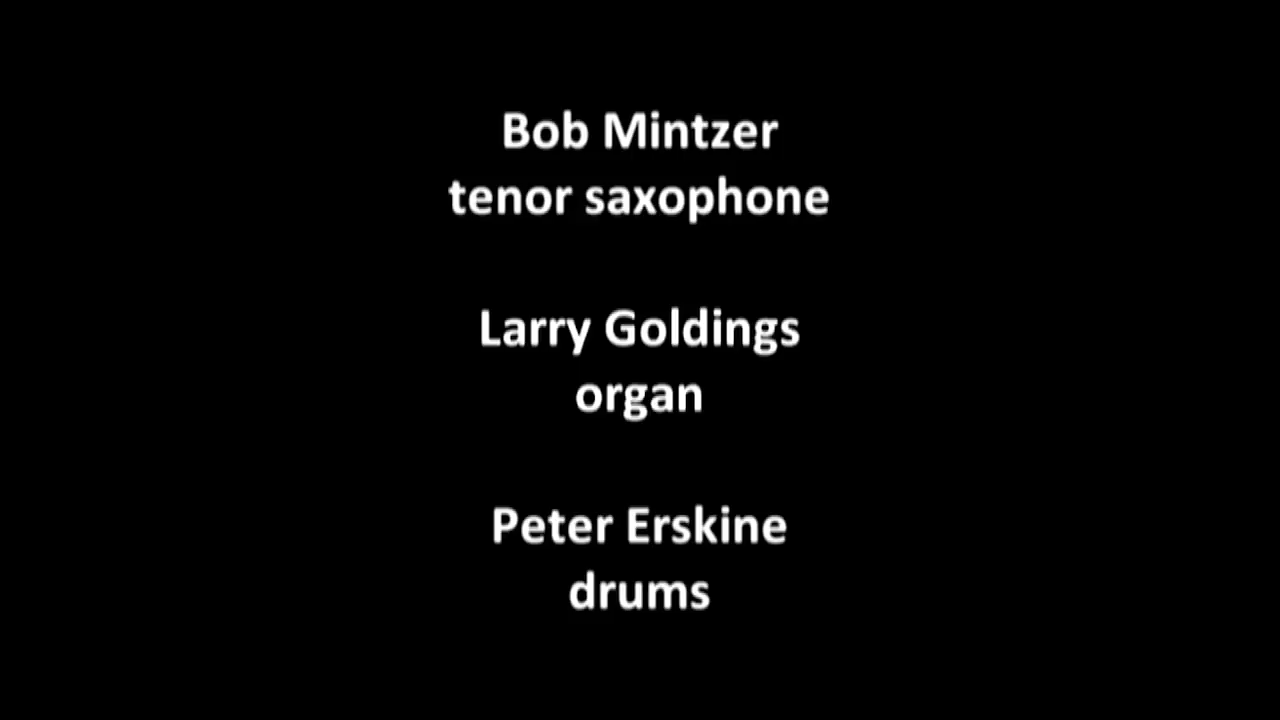 Bob Mintzer
tenor saxophone
Larry Goldings
organ
Peter Erskine
drums